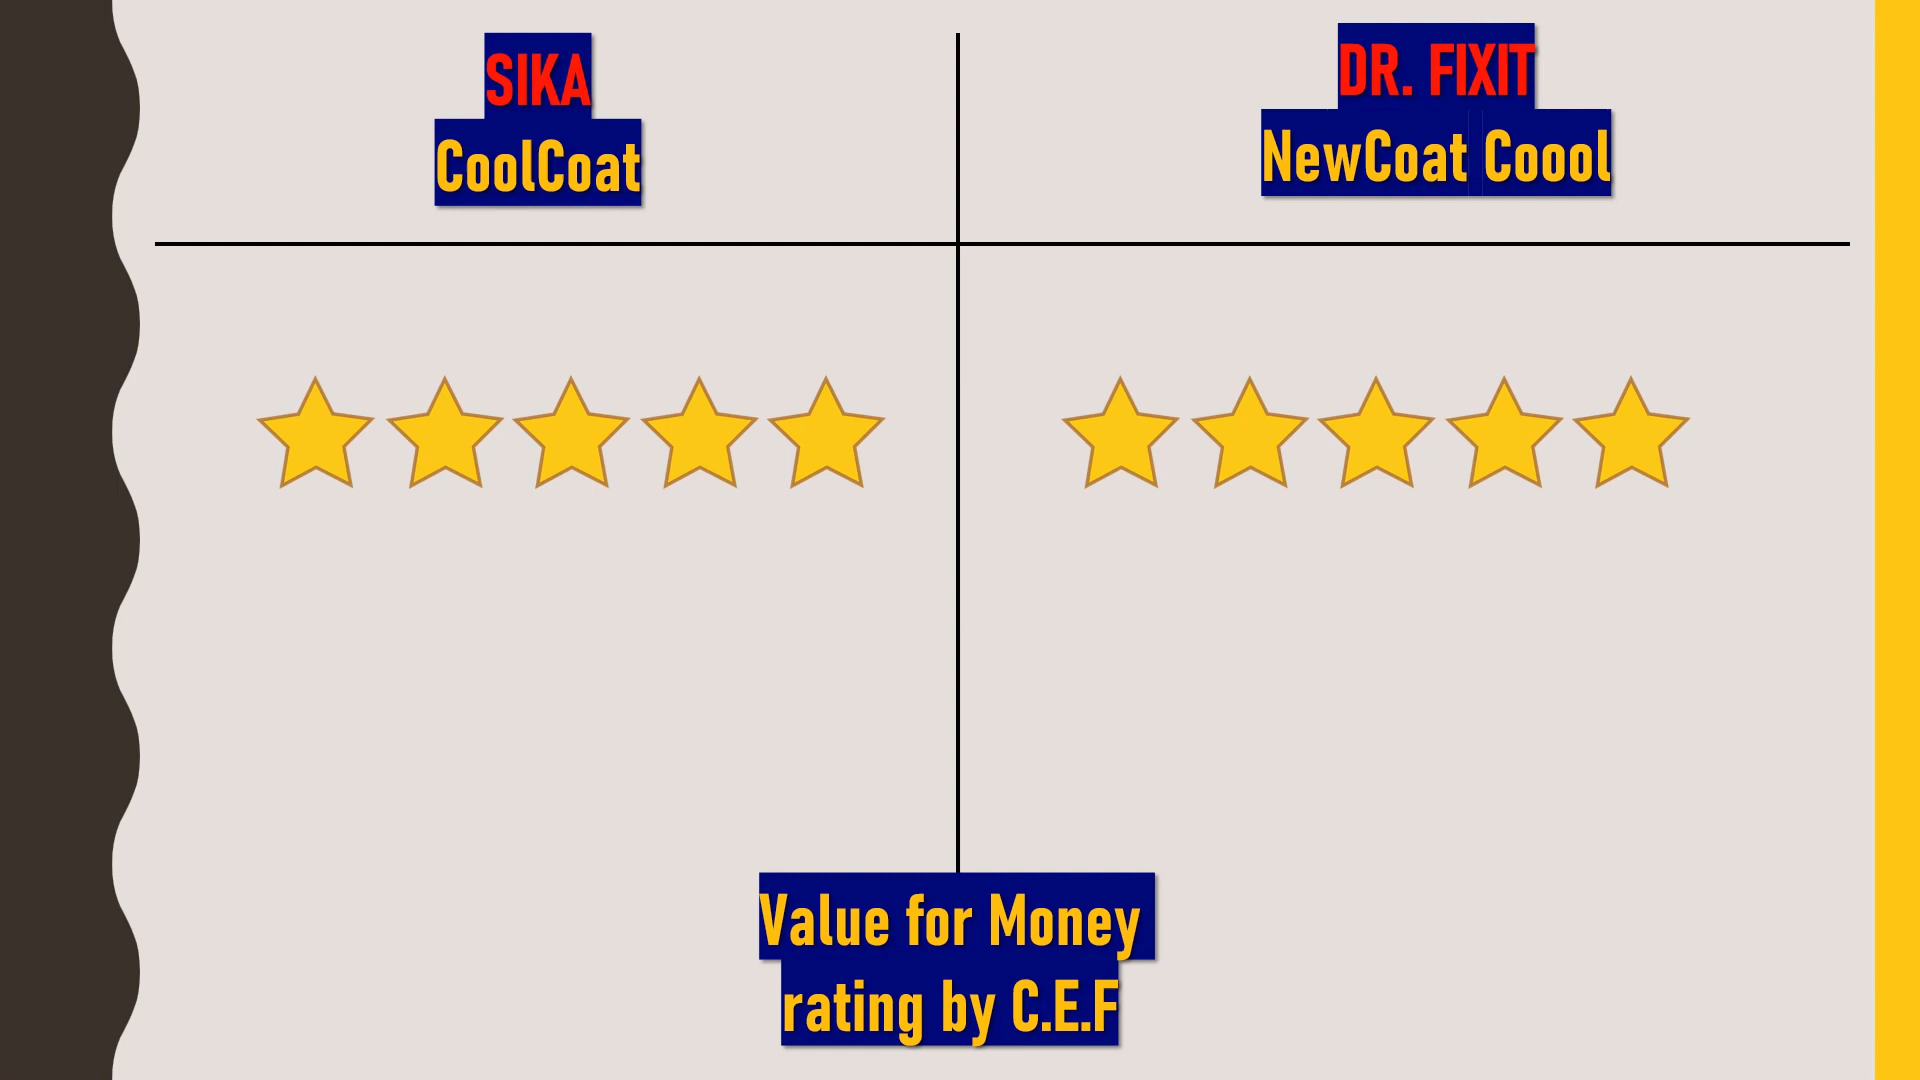 SIKA
CoolCoat
DR. FIXIT
NewCoat Coool
Value for Money
rating by C.E.F